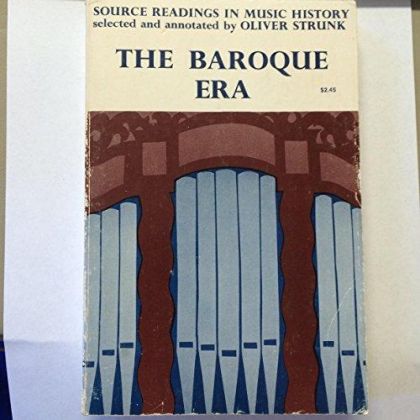 SOURCE READINGS IN MUSIC HISTORY
selected and annotated by OLIVER STRUNK
THE BAROQUE
ERA
$2.45